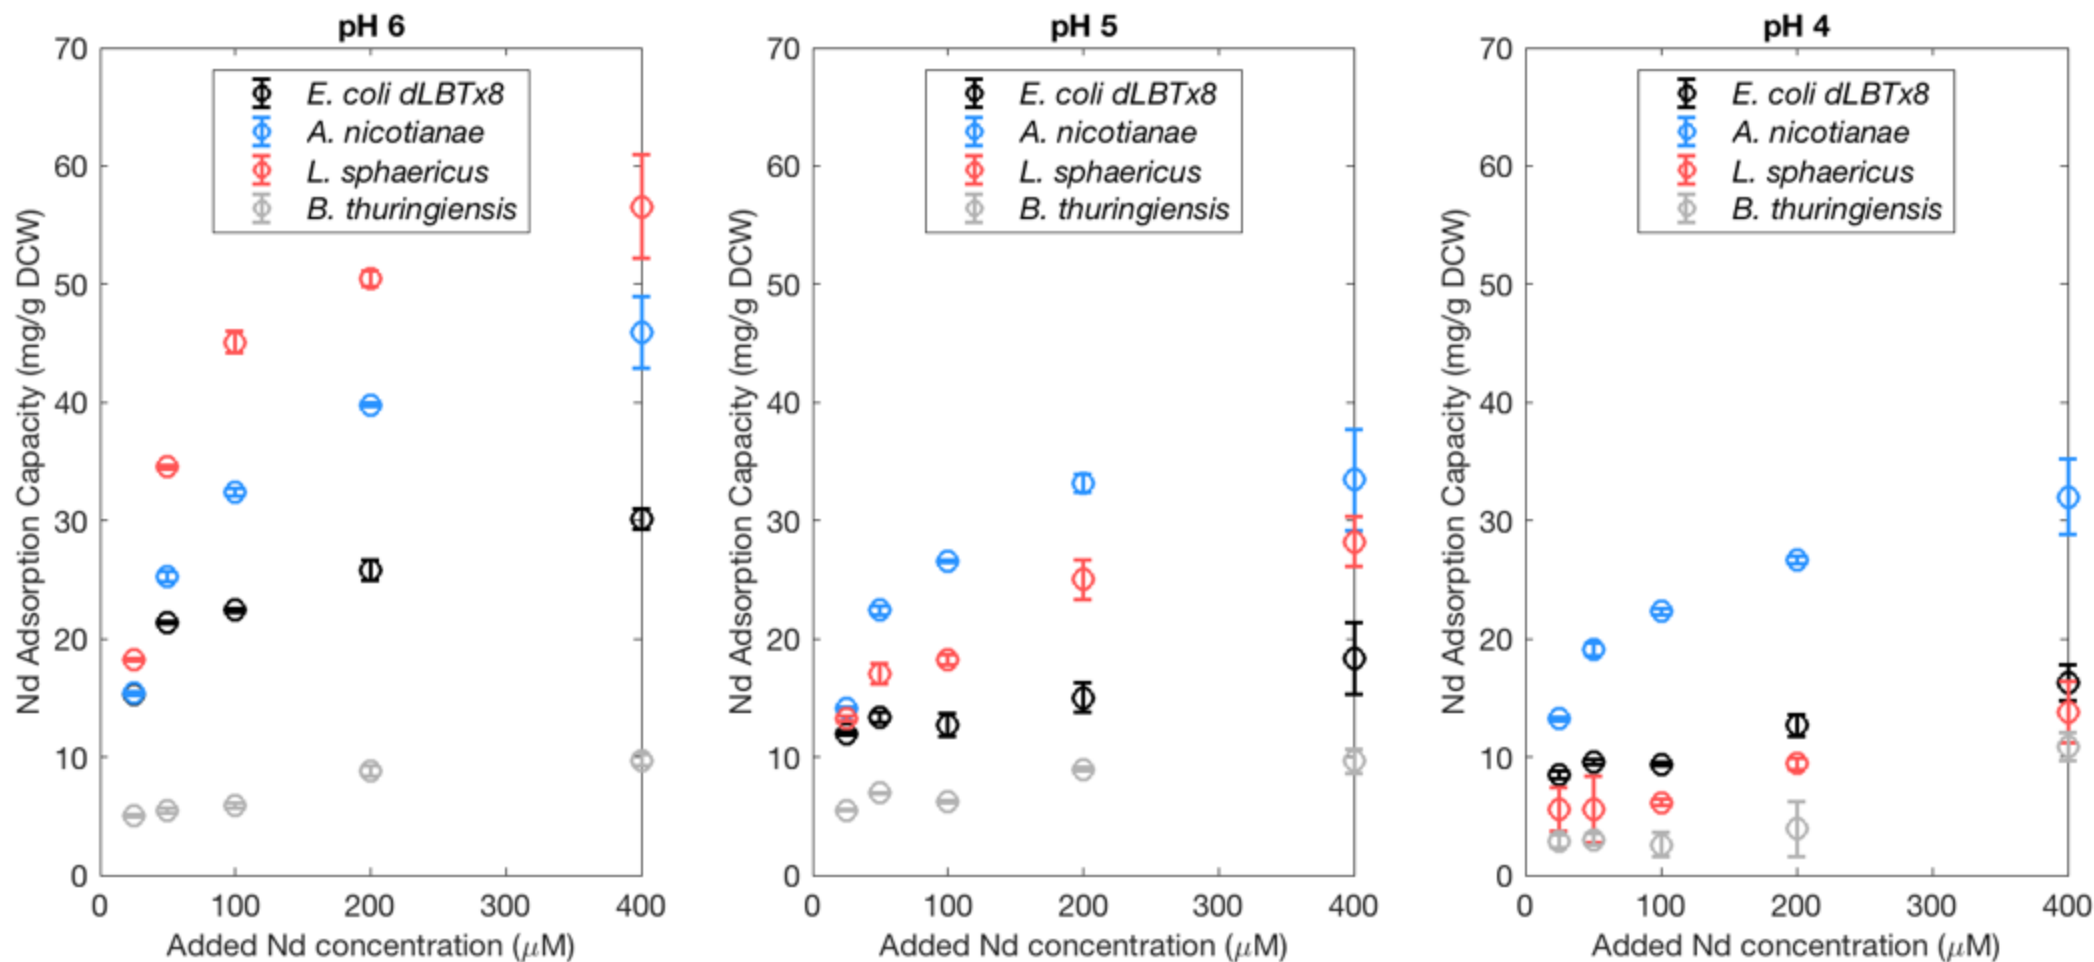 pH 6
Nd Adsorption Capacity (mg/g DCW)
70
60
50
40
30
20
10
0
E. coli dLBTx8
A. nicotianae
L. sphaericus
B. thuringiensis
0 100 200 300 400
Added Nd concentration (μM)
pH 5
Nd Adsorption Capacity (mg/g DCW)
70
60
50
40
30
20
10
0
E. coli dLBTx8
A. nicotianae
L. sphaericus
B. thuringiensis
0 100 200 300 400
Added Nd concentration (μM)
pH 4
Nd Adsorption Capacity (mg/g DCW)
70
60
50
40
30
20
10
0
E. coli dLBTx8
A. nicotianae
L. sphaericus
B. thuringiensis
0 100 200 300 400
Added Nd concentration (μM)